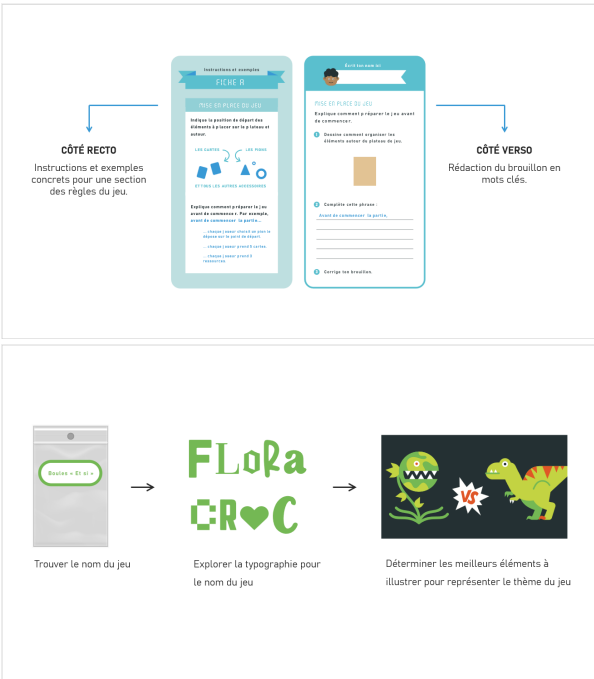 CÔTÉ RECTO
Instructions et exemples
concrets pour une section
des règles du jeu.
Instructions et exemples
FICHE A
MISE EN PLACE DU JEU
Indique la position de départ des
éléments à placer sur le plateau et
autour.
LES CARTES
LES PIONS
ET TOUS LES AUTRES ACCESSOIRES
Explique comment préparer le jeu
avant de commencer. Par exemple,
avant de commencer la partie...
... chaque joueur choisit un pion le
dépose sur le point de départ.
... chaque joueur prend 5 cartes.
... chaque joueur prend 5
ressources.
Écrit ton nom ici
MISE EN PLACE DU JEU
Explique comment préparer le jeu avant
de commencer.
1 Dessine comment organiser les
éléments autour du plateau de jeu.
2 Complète cette phrase :
Avant de commencer la partie,
3 Corrige ton brouillon.
CÔTÉ VERSO
Rédaction du brouillon en
mots clés.
Boules « Et si »
Trouver le nom du jeu
FLORA
CR♥C
Explorer la typographie pour
le nom du jeu
VS
Déterminer les meilleurs éléments à
illustrer pour représenter le thème du jeu